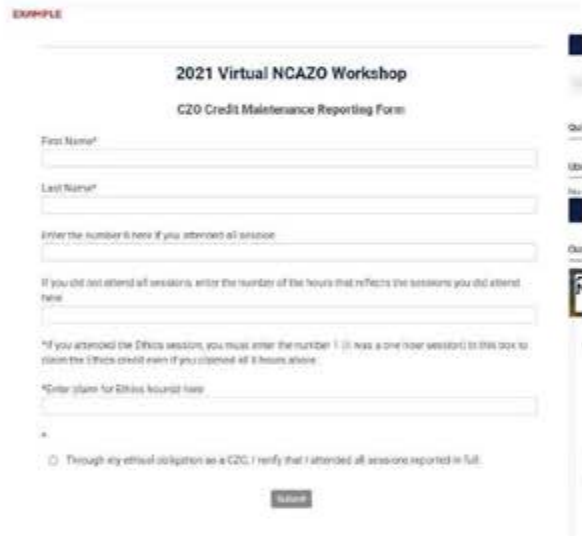 EXAMPLE
2021 Virtual NCAZO Workshop
CZO Credit Maintenance Reporting Form
First Name*
Last Name*
Enter the number 6 here if you attended all session
If you did not attend all sessions, enter the number of the hours that reflects the sessions you did attend
here
*If you attended the Ethics session, you must enter the number 1 (it was a one hour session) in this box to
claim the Ethics credit even if you claimed all 6 hours above
*Enter claim for Ethics hour(s) here
*
Through my ethical obligation as a CZO, I verify that I attended all sessions reported in full.
Submit